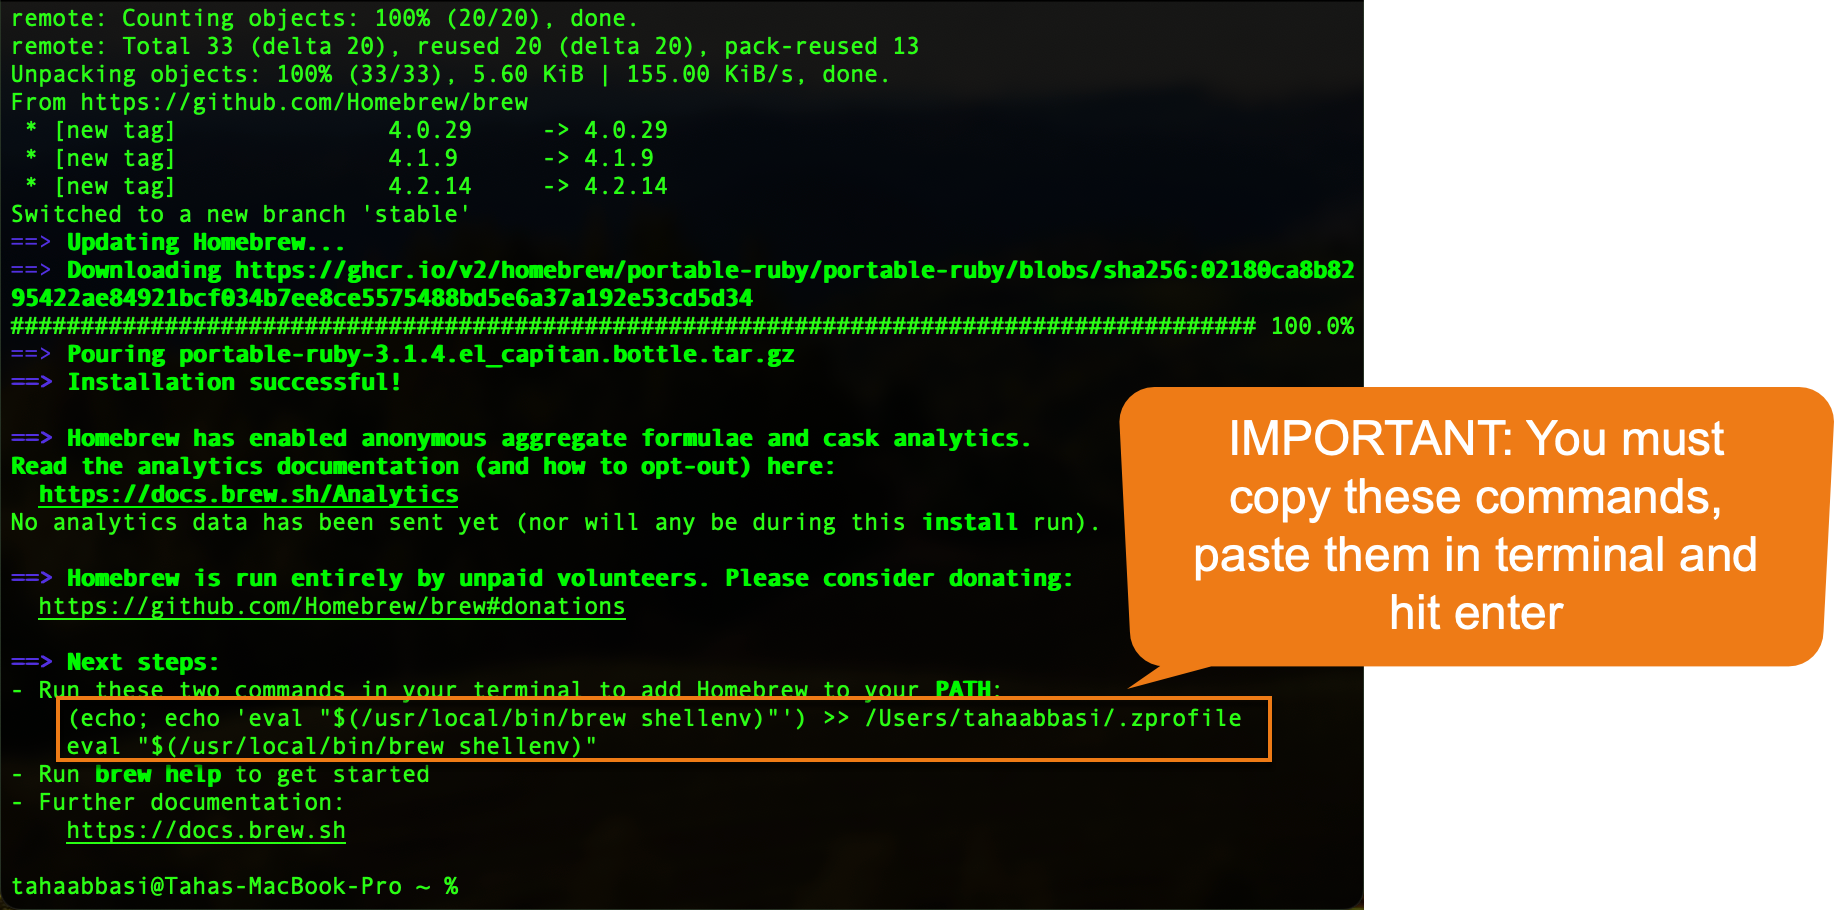 remote: Counting objects: 100% (20/20), done.
remote: Total 33 (delta 20), reused 20 (delta 20), pack-reused 13
Unpacking objects: 100% (33/33), 5.60 KiB | 155.00 KiB/s, done.
From https://github.com/Homebrew/brew
 * [new tag]               4.0.29     -> 4.0.29
 * [new tag]               4.1.9      -> 4.1.9
 * [new tag]               4.2.14     -> 4.2.14
Switched to a new branch 'stable'
==> Updating Homebrew...
==> Downloading https://ghcr.io/v2/homebrew/portable-ruby/portable-ruby/blobs/sha256:02180ca8b82
95422ae84921bcf034b7ee8ce5575488bd5e6a37a192e53cd5d34
######################################################################################### 100.0%
==> Pouring portable-ruby-3.1.4.el_capitan.bottle.tar.gz
==> Installation successful!
==> Homebrew has enabled anonymous aggregate formulae and cask analytics.
Read the analytics documentation (and how to opt-out) here:
  https://docs.brew.sh/Analytics
No analytics data has been sent yet (nor will any be during this install run).
==> Homebrew is run entirely by unpaid volunteers. Please consider donating:
  https://github.com/Homebrew/brew#donations
==> Next steps:
- Run these two commands in your terminal to add Homebrew to your PATH:
    (echo; echo 'eval "$(/usr/local/bin/brew shellenv)"') >> /Users/tahaabbasi/.zprofile
    eval "$(/usr/local/bin/brew shellenv)"
- Run brew help to get started
- Further documentation:
    https://docs.brew.sh
tahaabbasi@Tahas-MacBook-Pro ~ %
IMPORTANT: You must
copy these commands,
paste them in terminal and
hit enter